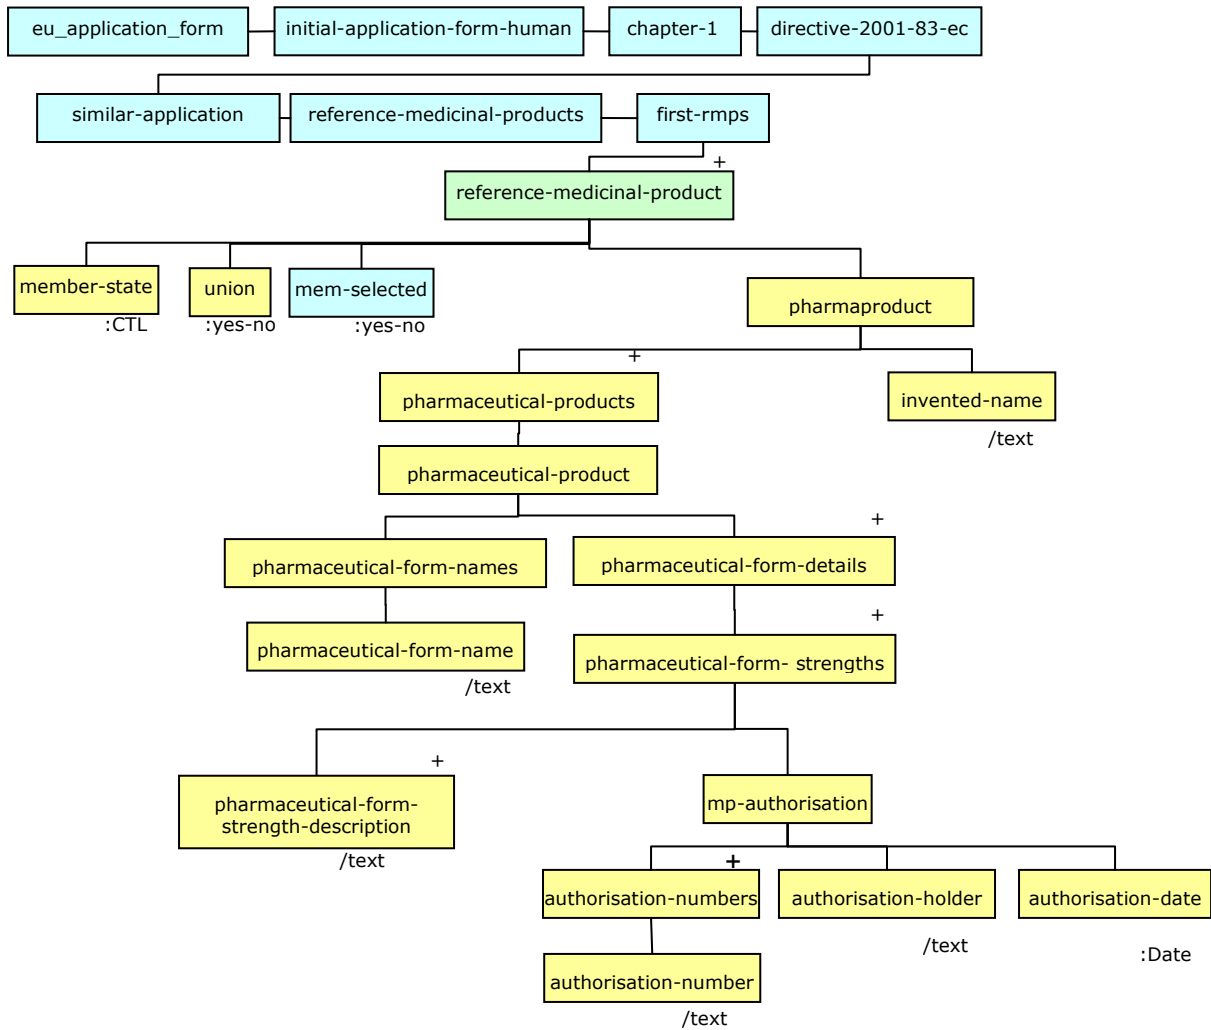 eu_application_form
initial-application-form-human
chapter-1
directive-2001-83-ec
similar-application
reference-medicinal-products
first-rmps
+
reference-medicinal-product
member-state
:CTL
union
:yes-no
mem-selected
:yes-no
pharmaproduct
+
pharmaceutical-products
invented-name
/text
pharmaceutical-product
+
pharmaceutical-form-names
pharmaceutical-form-details
+
pharmaceutical-form-name
/text
pharmaceutical-form- strengths
+
pharmaceutical-form-
strength-description
/text
mp-authorisation
+
authorisation-numbers
authorisation-holder
/text
authorisation-date
:Date
authorisation-number
/text